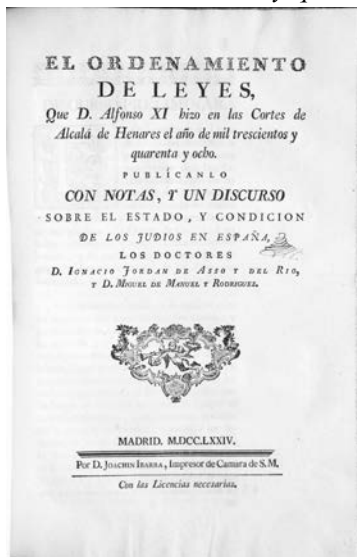 EL ORDENAMIENTO
DE LEYES,
Que D. Alfonso XI hizo en las Cortes de
Alcalá de Henares el año de mil trescientos y
quarenta y ocho.
PUBLÍCANLO
CON NOTAS, Y UN DISCURSO
SOBRE EL ESTADO, Y CONDICION
DE LOS JUDIOS EN ESPAÑA,
LOS DOCTORES
D. IGNACIO JORDAN DE ASSO Y DEL RIO,
Y D. MIGUEL DE MANUEL Y RODRIGUEZ.
MADRID. M.DCC.LXXIV.
Por D. JOACHIN IBARRA, Impresor de Camara de S.M.
Con las Licencias necesarias.